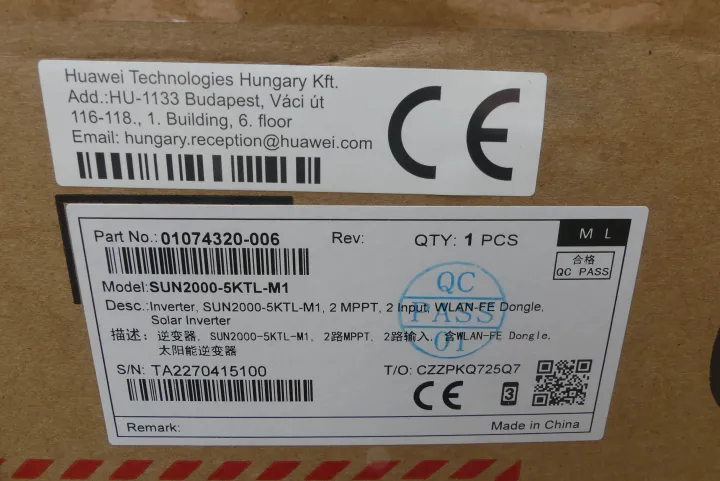 Huawei Technologies Hungary Kft.
Add.:HU-1133 Budapest, Váci út
116-118., 1. Building, 6. floor
Email: hungary.reception@huawei.com
CE
Part No.: 01074320-006
Rev:
QTY: 1 PCS
M L
合格
QC PASS
Model:SUN2000-5KTL-M1
QC
PASS
01
Desc.:Inverter, SUN2000-5KTL-M1, 2 MPPT, 2 Input, WLAN-FE Dongle,
Solar Inverter
描述: 逆变器, SUN2000-5KTL-M1, 2路MPPT, 2路输入, 含WLAN-FE Dongle,
太阳能逆变器
S/N: TA2270415100
T/O: CZZPKQ725Q7
CE
3
Remark:
Made in China